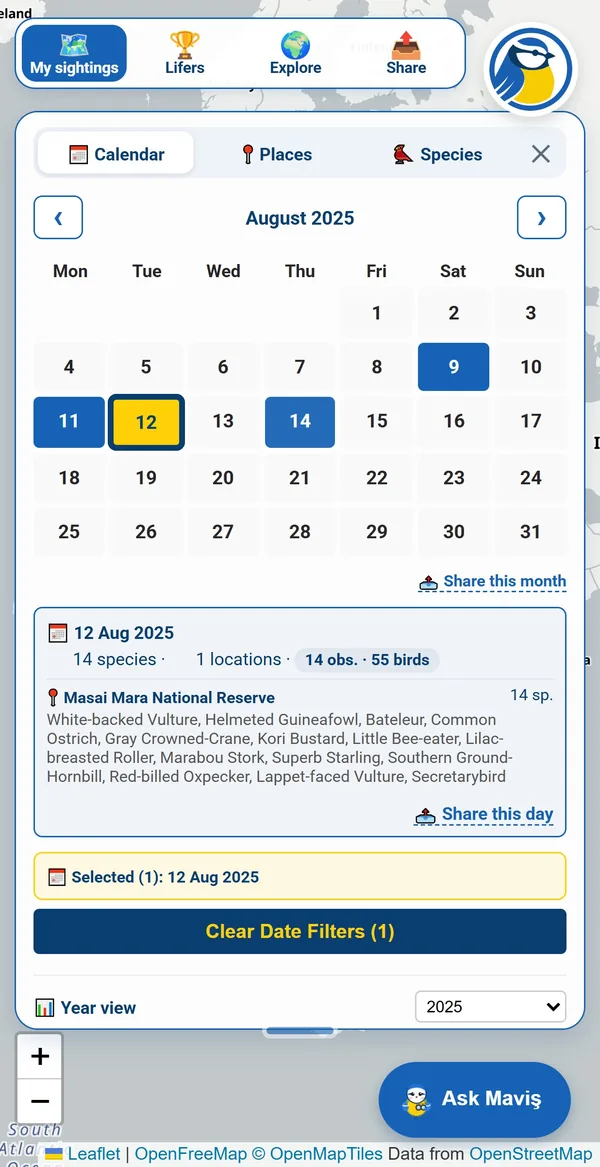 eland
My sightings
Lifers
Explore
Share
Calendar
Places
Species
August 2025
Mon Tue Wed Thu Fri Sat Sun
1 2 3
4 5 6 7 8 9 10
11 12 13 14 15 16 17
18 19 20 21 22 23 24
25 26 27 28 29 30 31
Share this month
12 Aug 2025
14 species · 1 locations · 14 obs. · 55 birds
Masai Mara National Reserve 14 sp.
White-backed Vulture, Helmeted Guineafowl, Bateleur, Common
Ostrich, Gray Crowned-Crane, Kori Bustard, Little Bee-eater, Lilac-
breasted Roller, Marabou Stork, Superb Starling, Southern Ground-
Hornbill, Red-billed Oxpecker, Lappet-faced Vulture, Secretarybird
Share this day
Selected (1): 12 Aug 2025
Clear Date Filters (1)
Year view 2025
+
−
Ask Maviş
South
Leaflet | OpenFreeMap © OpenMapTiles Data from OpenStreetMap